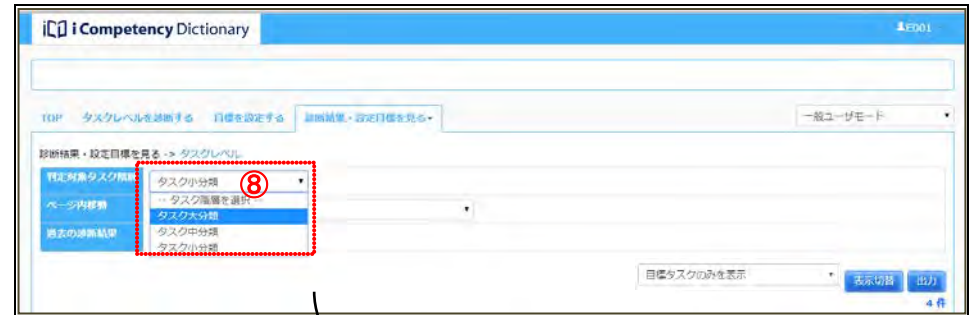 iCD i Competency Dictionary
ED01
TOP タスクレベルを診断する 目標を設定する 診断結果・設定目標を見る
一般ユーザモード
診断結果・設定目標を見る -> タスクレベル
判定対象タスク階層 タスク小分類 ⑧
-- タスク階層を選択 --
ページ内移動
タスク大分類
過去の診断結果 タスク中分類
タスク小分類
目標タスクのみを表示 表示切替 出力
4 件